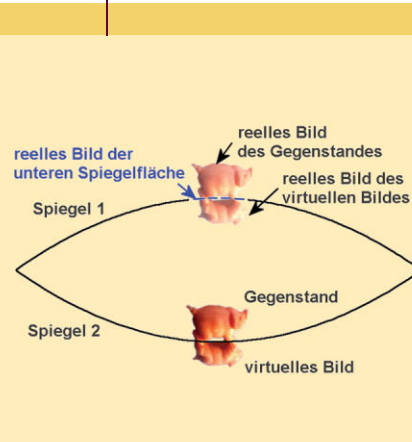 reelles Bild
des Gegenstandes
reelles Bild der
unteren Spiegelfläche
reelles Bild des
virtuellen Bildes
Spiegel 1
Gegenstand
Spiegel 2
virtuelles Bild